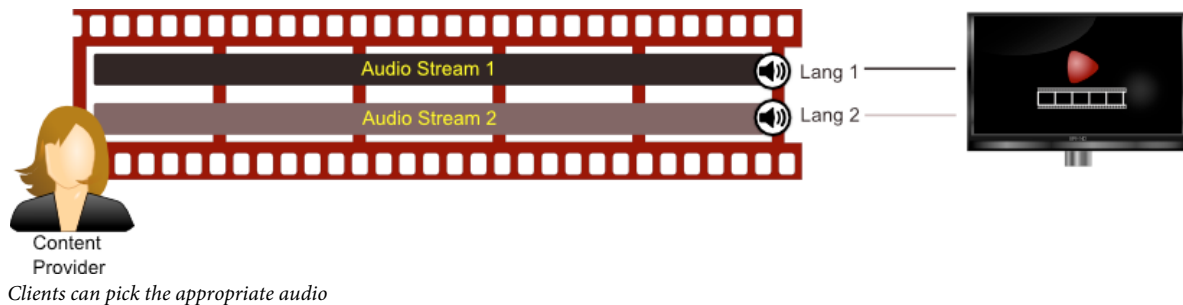 Audio Stream 1
Lang 1
Audio Stream 2
Lang 2
Content
Provider
Clients can pick the appropriate audio